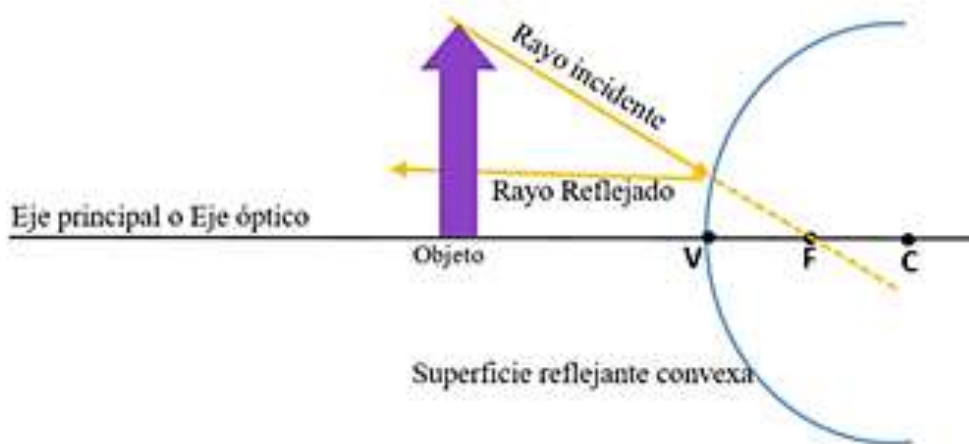 Rayo incidente
Rayo Reflejado
Eje principal o Eje óptico
Objeto
V
F
C
Superficie reflejante convexa